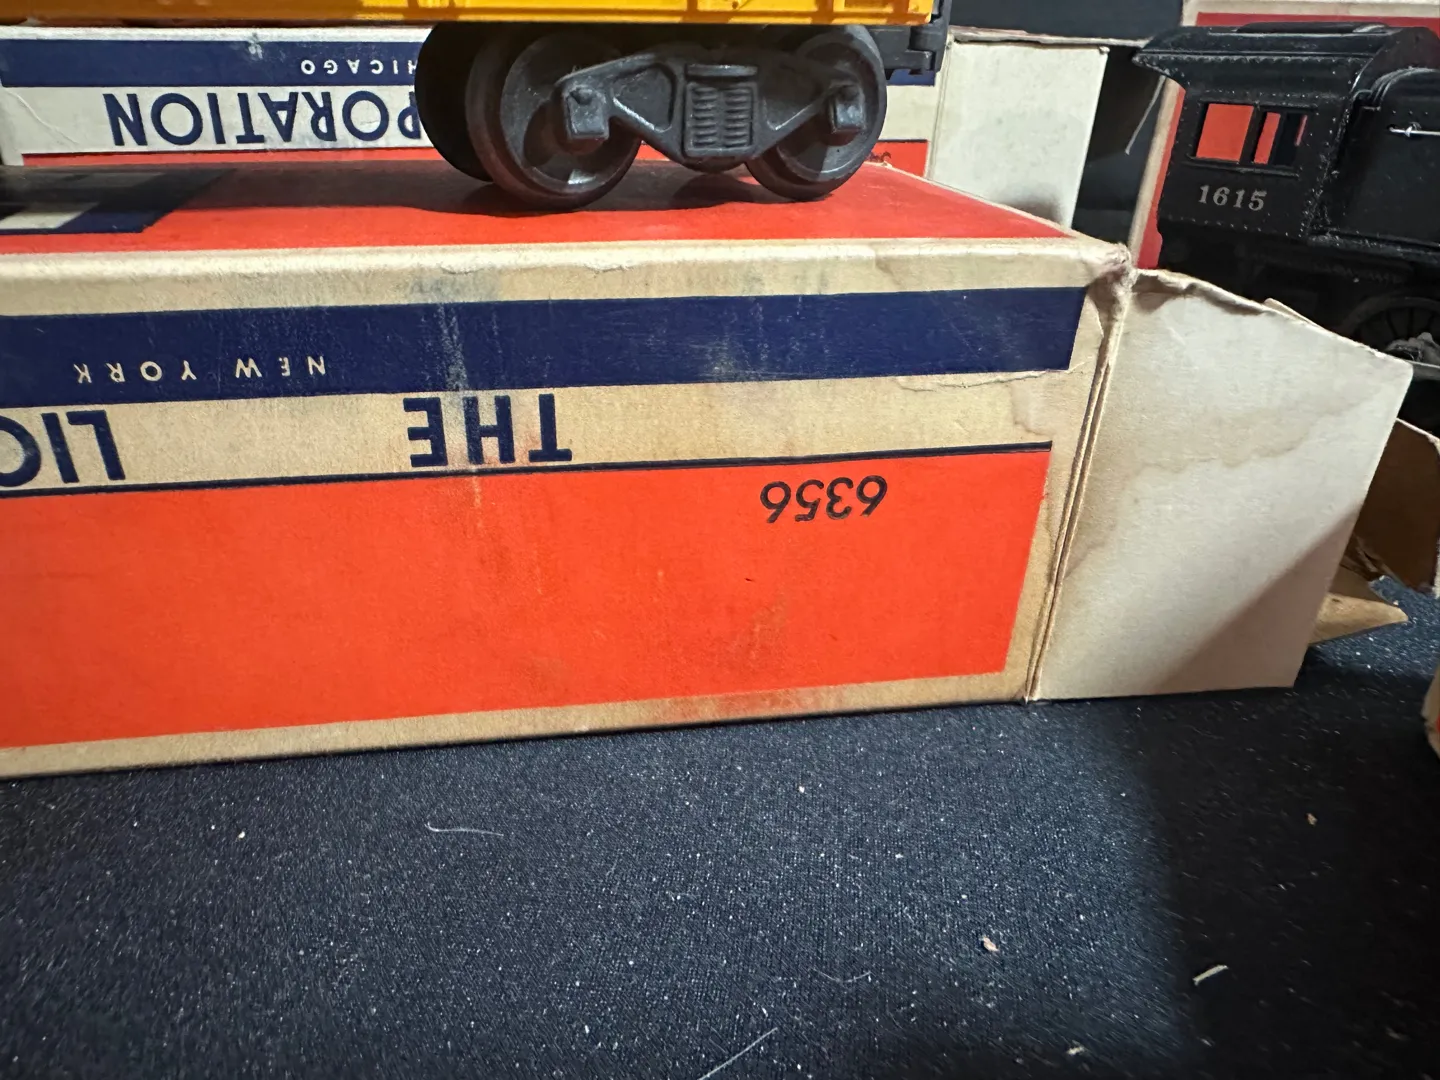 CHICAGO
PORATION
1615
NEW YORK
THE LIO
6356